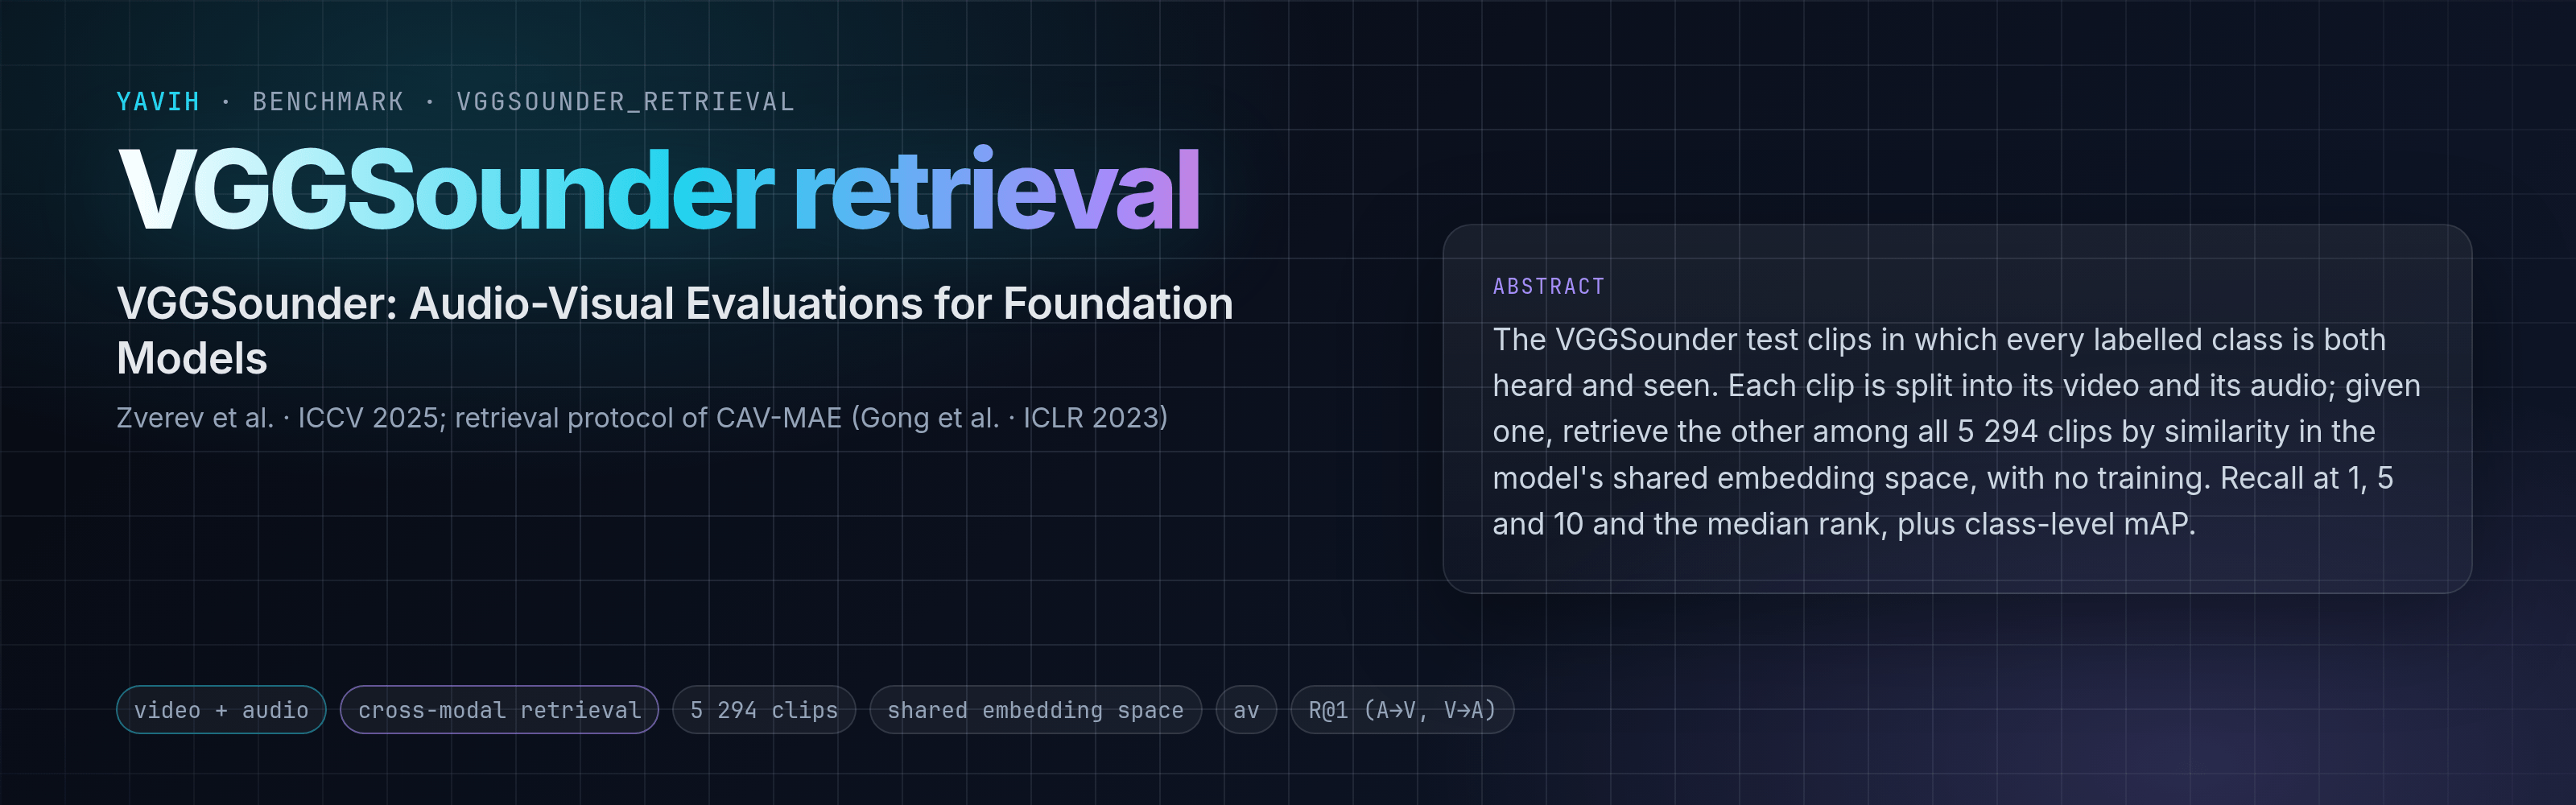 YAVIH · BENCHMARK · VGGSOUNDER_RETRIEVAL
VGGSounder retrieval
VGGSounder: Audio-Visual Evaluations for Foundation
Models
Zverev et al. · ICCV 2025; retrieval protocol of CAV-MAE (Gong et al. · ICLR 2023)
ABSTRACT
The VGGSounder test clips in which every labelled class is both
heard and seen. Each clip is split into its video and its audio; given
one, retrieve the other among all 5 294 clips by similarity in the
model's shared embedding space, with no training. Recall at 1, 5
and 10 and the median rank, plus class-level mAP.
video + audio
cross-modal retrieval
5 294 clips
shared embedding space
av
R@1 (A→V, V→A)